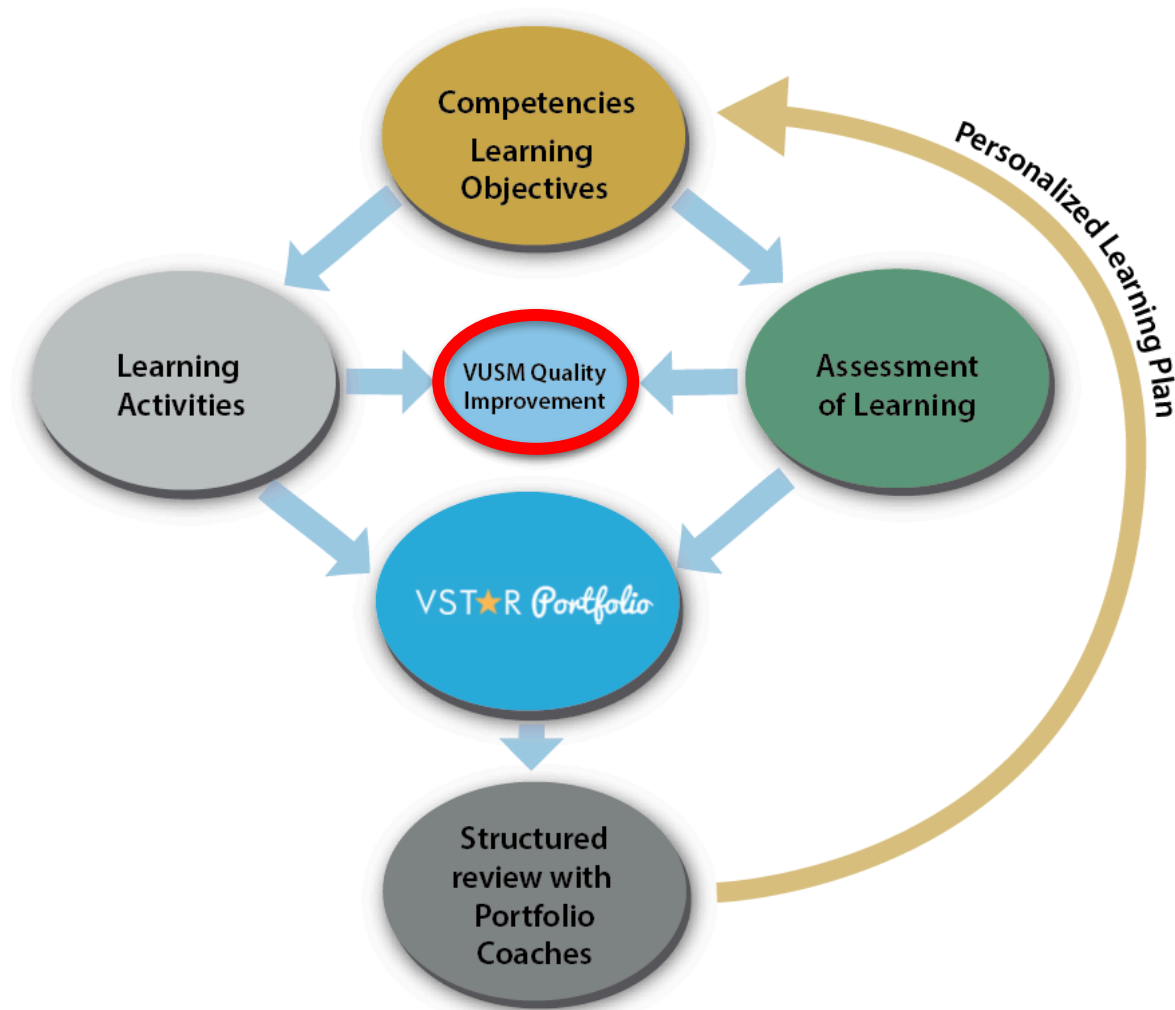 Competencies
Learning
Objectives
Personalized Learning Plan
Learning
Activities
VUSM Quality
Improvement
Assessment
of Learning
VST★R Portfolio
Structured
review with
Portfolio
Coaches